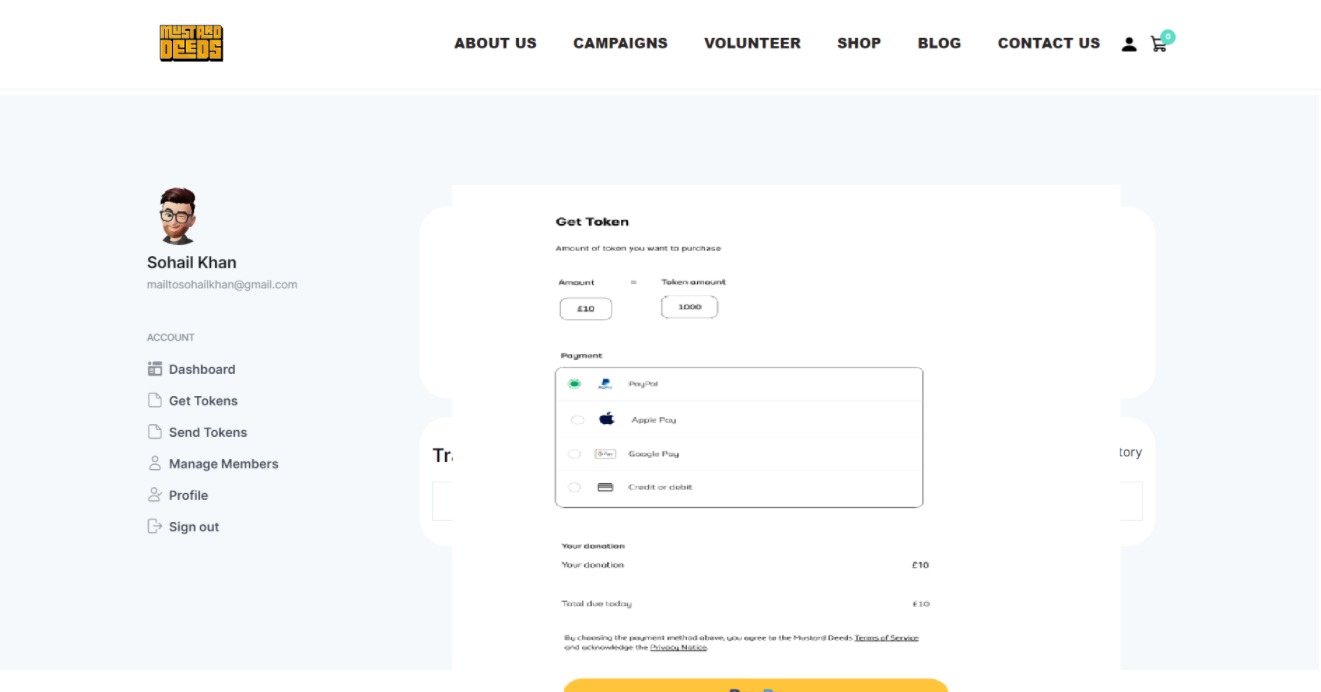 MUSTARD
DEEDS
ABOUT US CAMPAIGNS VOLUNTEER SHOP BLOG CONTACT US 0
Sohail Khan
mailtosohailkhan@gmail.com
ACCOUNT
Dashboard
Get Tokens
Send Tokens
Manage Members
Profile
Sign out
Get Token
Amount of token you want to purchase
Amount = Token amount
£10 1000
Payment
PayPal
Apple Pay
G Pay Google Pay
Credit or debit
Tra
tory
Your donation
Your donation £10
Total due today £10
By choosing the payment method above, you agree to the Mustard Deeds Terms of Service
and acknowledge the Privacy Notice.